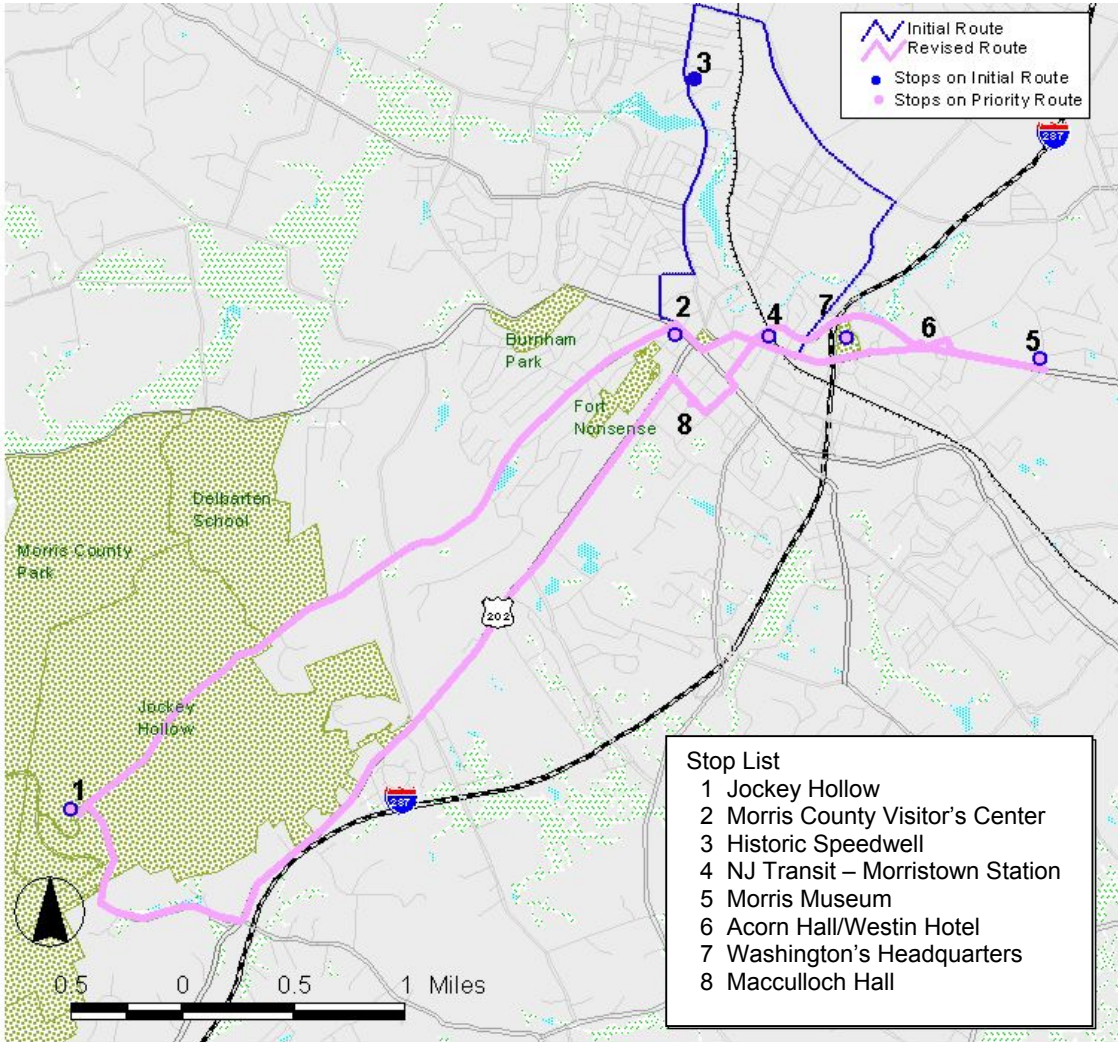 Initial Route
Revised Route
Stops on Initial Route
Stops on Priority Route
3
287
2
4
7
6
5
Burnham
Park
Fort
Nonsense
8
Delbarten
School
Morris County
Park
202
Jockey
Hollow
1
287
0.5 0 0.5 1 Miles
Stop List
1 Jockey Hollow
2 Morris County Visitor’s Center
3 Historic Speedwell
4 NJ Transit – Morristown Station
5 Morris Museum
6 Acorn Hall/Westin Hotel
7 Washington’s Headquarters
8 Macculloch Hall